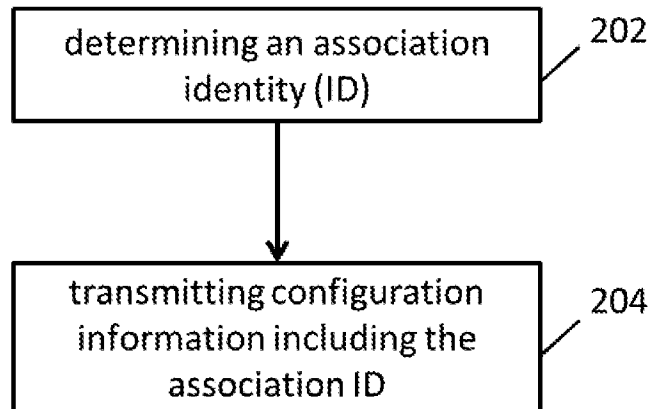 determining an association
identity (ID)
202
transmitting configuration
information including the
association ID
204